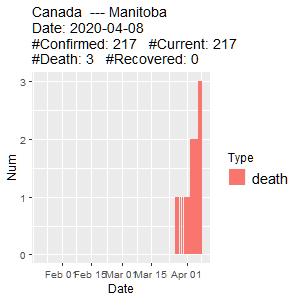 Canada  --- Manitoba
Date: 2020-04-08
#Confirmed: 217   #Current: 217
#Death: 3   #Recovered: 0
3
2
1
0
Num
Feb 01
Feb 15
Mar 01
Mar 15
Apr 01
Date
Type
death